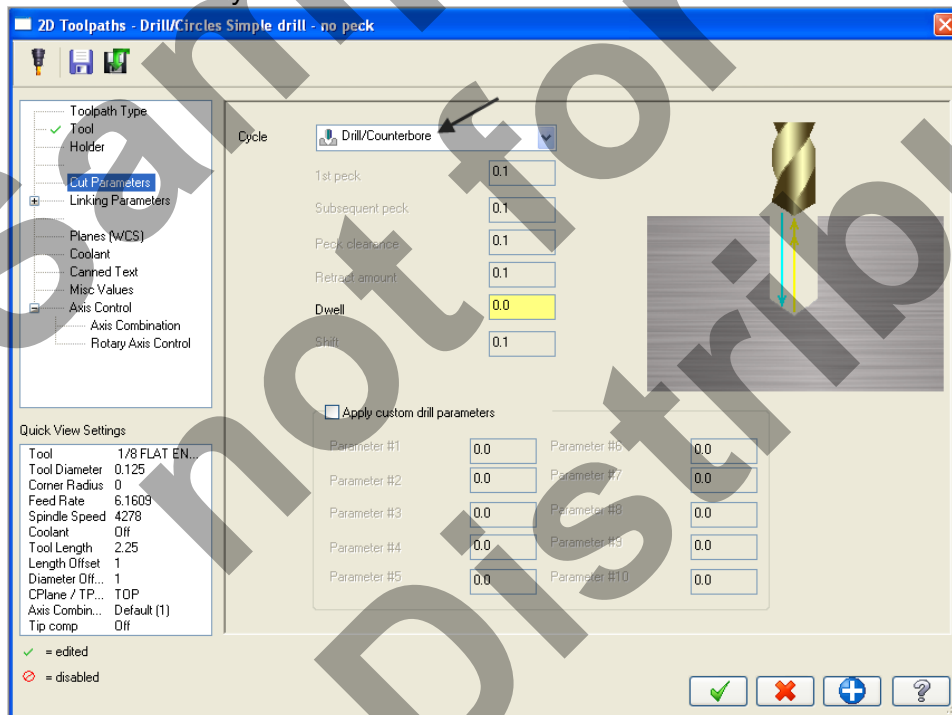 2D Toolpaths - Drill/Circles Simple drill - no peck
Toolpath Type
Tool
Holder
Cut Parameters
Linking Parameters
Planes (WCS)
Coolant
Canned Text
Misc Values
Axis Control
Axis Combination
Rotary Axis Control
Quick View Settings
Tool 1/8 FLAT EN...
Tool Diameter 0.125
Corner Radius 0
Feed Rate 6.1609
Spindle Speed 4278
Coolant Off
Tool Length 2.25
Length Offset 1
Diameter Off... 1
CPlane / TP... TOP
Axis Combin... Default (1)
Tip comp Off
= edited
= disabled
Cycle Drill/Counterbore
1st peck 0.1
Subsequent peck 0.1
Peck clearance 0.1
Retract amount 0.1
Dwell 0.0
Shift 0.1
Apply custom drill parameters
Parameter #1 0.0 Parameter #6 0.0
Parameter #2 0.0 Parameter #7 0.0
Parameter #3 0.0 Parameter #8 0.0
Parameter #4 0.0 Parameter #9 0.0
Parameter #5 0.0 Parameter #10 0.0
not for